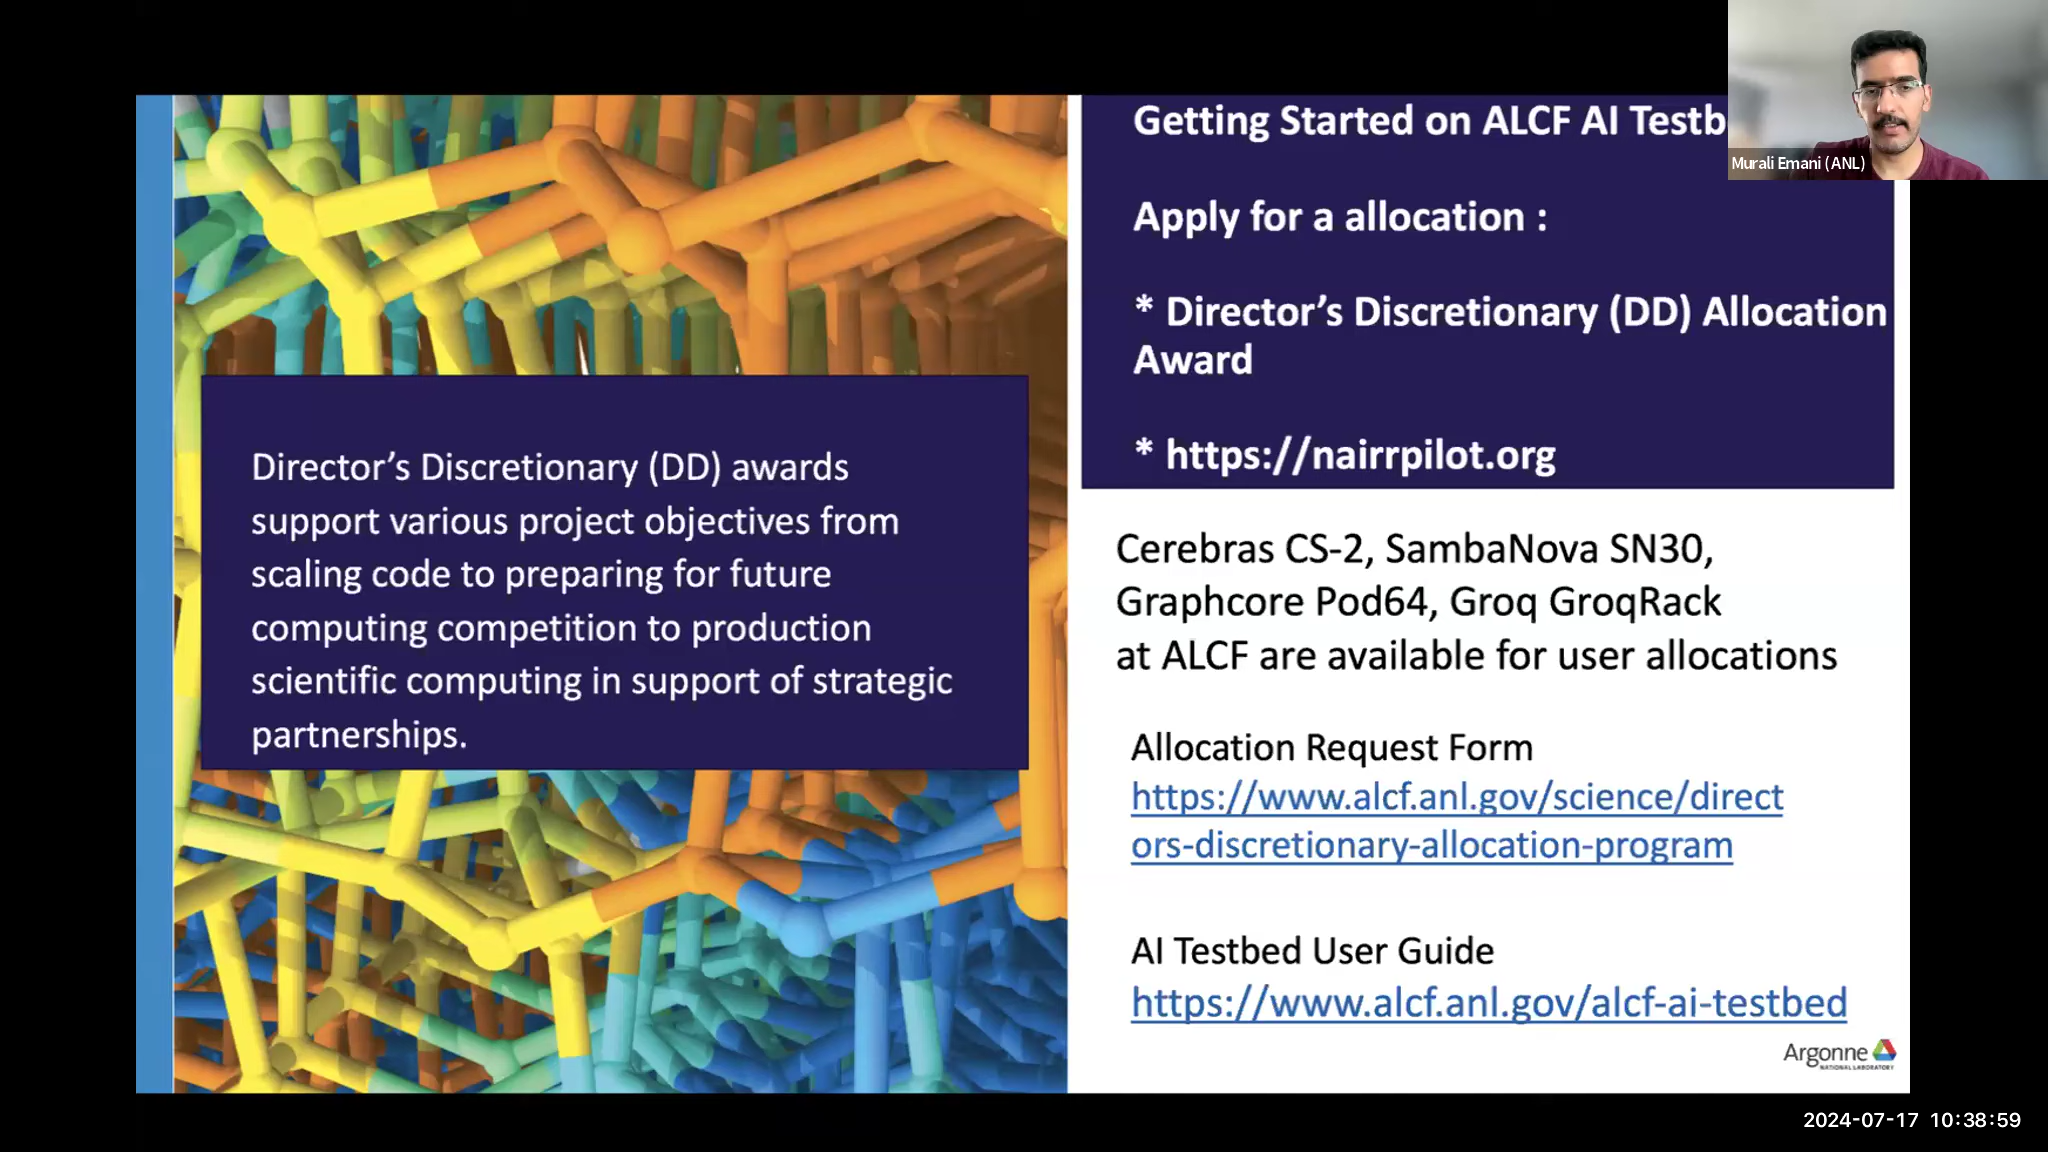 Murali Emani (ANL)
Getting Started on ALCF AI Testb
Apply for a allocation :
* Director’s Discretionary (DD) Allocation
Award
* https://nairrpilot.org
Director’s Discretionary (DD) awards
support various project objectives from
scaling code to preparing for future
computing competition to production
scientific computing in support of strategic
partnerships.
Cerebras CS-2, SambaNova SN30,
Graphcore Pod64, Groq GroqRack
at ALCF are available for user allocations
Allocation Request Form
https://www.alcf.anl.gov/science/direct
ors-discretionary-allocation-program
AI Testbed User Guide
https://www.alcf.anl.gov/alcf-ai-testbed
Argonne
NATIONAL LABORATORY
2024-07-17 10:38:59